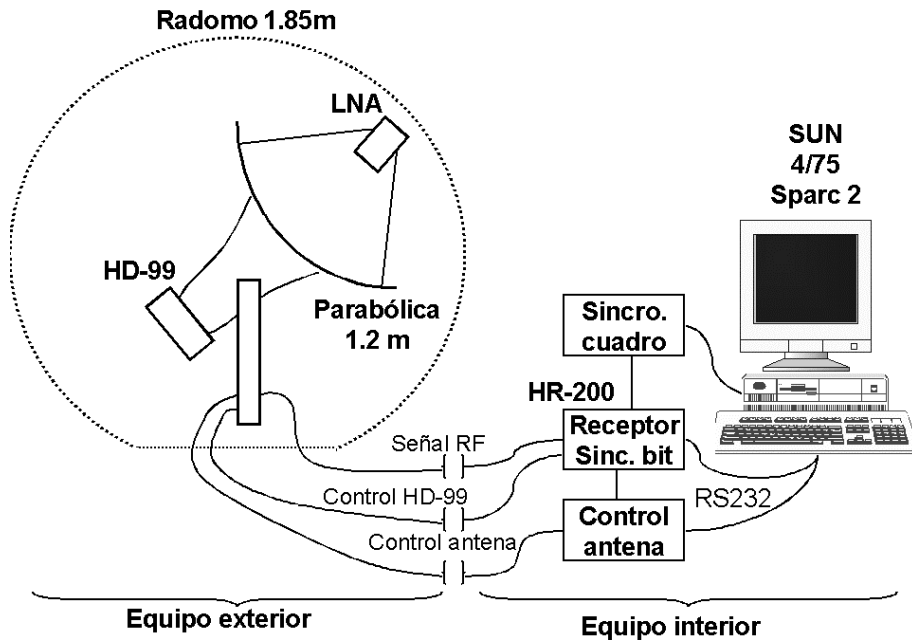 Radomo 1.85m
LNA
HD-99
Parabólica
1.2 m
SUN
4/75
Sparc 2
Sincro.
cuadro
HR-200
Receptor
Sinc. bit
Control
antena
Señal RF
Control HD-99
Control antena
RS232
Equipo exterior
Equipo interior